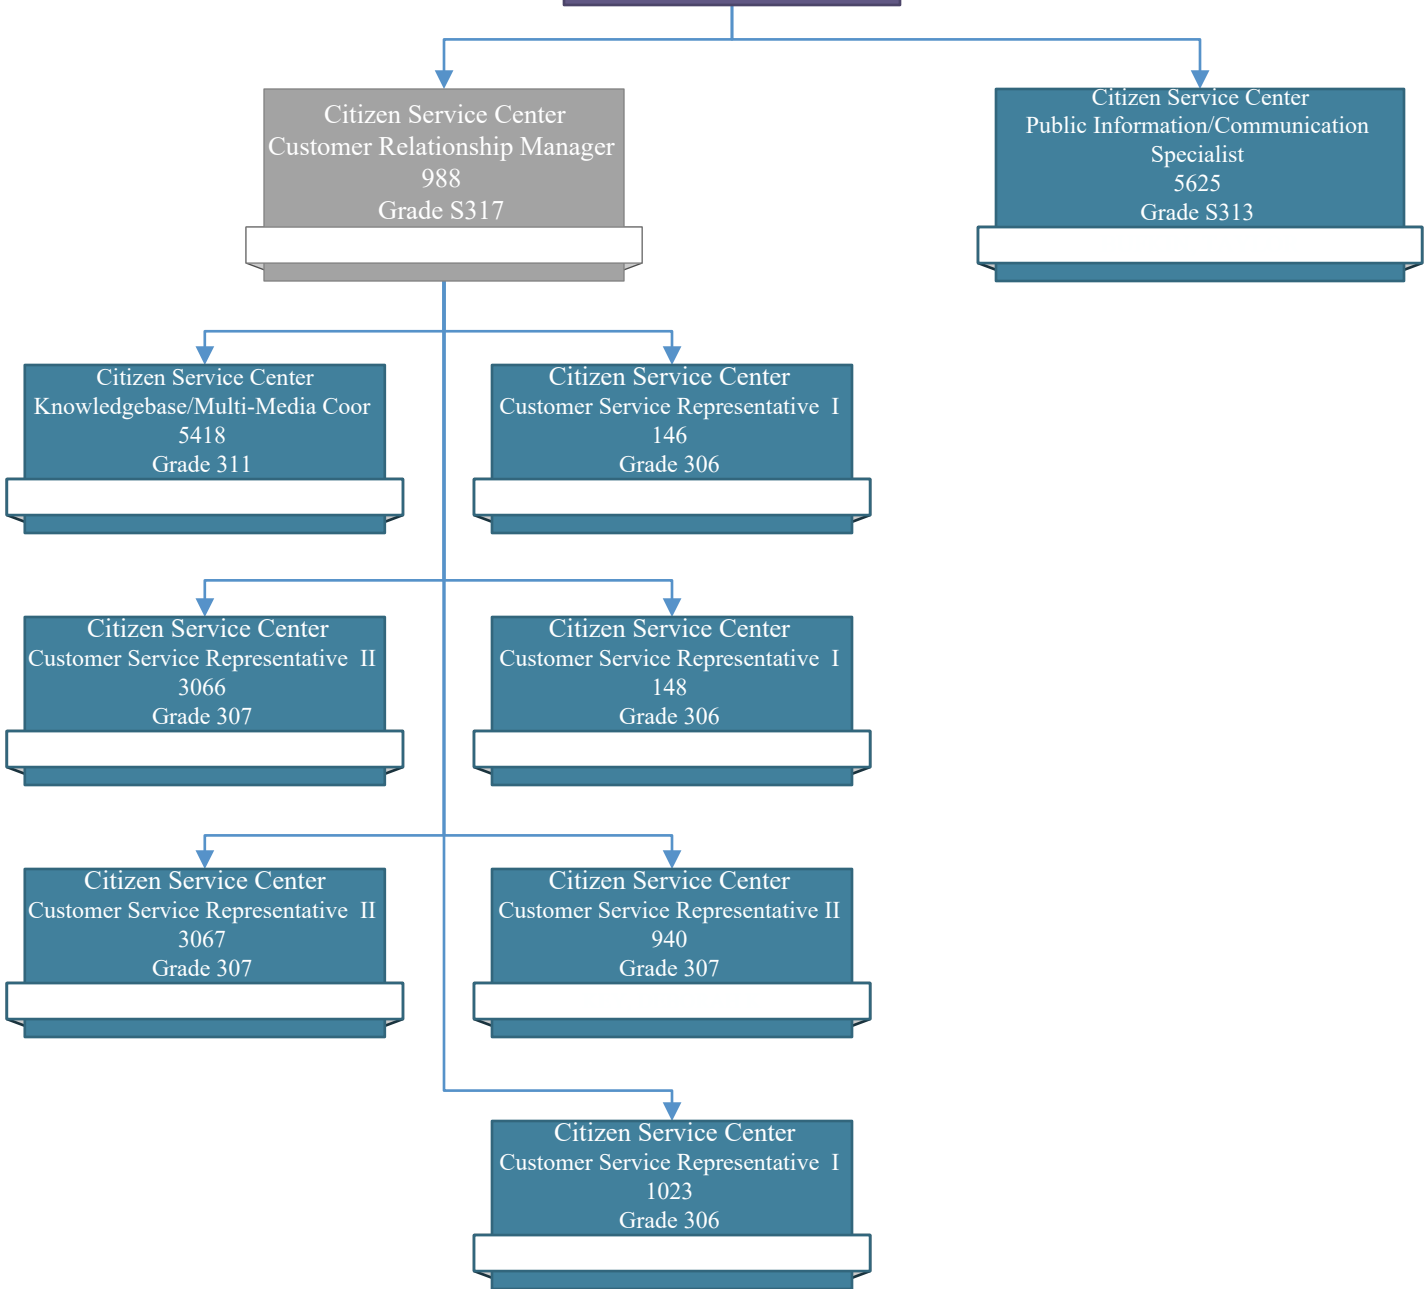 Citizen Service Center
Customer Relationship Manager
988
Grade S317
Citizen Service Center
Public Information/Communication
Specialist
5625
Grade S313
Citizen Service Center
Knowledgebase/Multi-Media Coor
5418
Grade 311
Citizen Service Center
Customer Service Representative  I
146
Grade 306
Citizen Service Center
Customer Service Representative  II
3066
Grade 307
Citizen Service Center
Customer Service Representative  I
148
Grade 306
Citizen Service Center
Customer Service Representative  II
3067
Grade 307
Citizen Service Center
Customer Service Representative II
940
Grade 307
Citizen Service Center
Customer Service Representative  I
1023
Grade 306